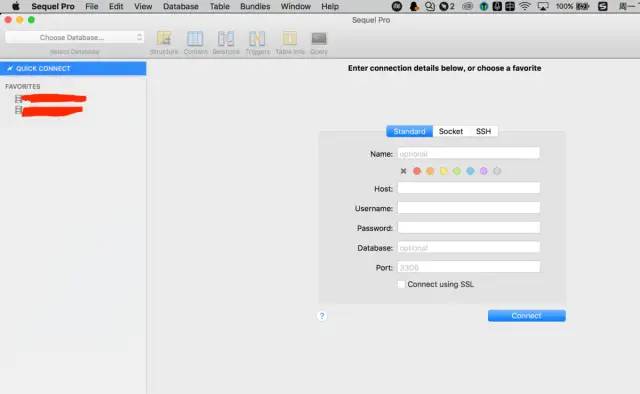 Sequel Pro File Edit View Database Table Bundles Window Help 2 中 100% 周一
Sequel Pro
Choose Database...
Select Database
Structure Content Relations Triggers Table Info Query
QUICK CONNECT
Enter connection details below, or choose a favorite
FAVORITES
Standard Socket SSH
Name: optional
Host:
Username:
Password:
Database: optional
Port: 3306
Connect using SSL
? Connect